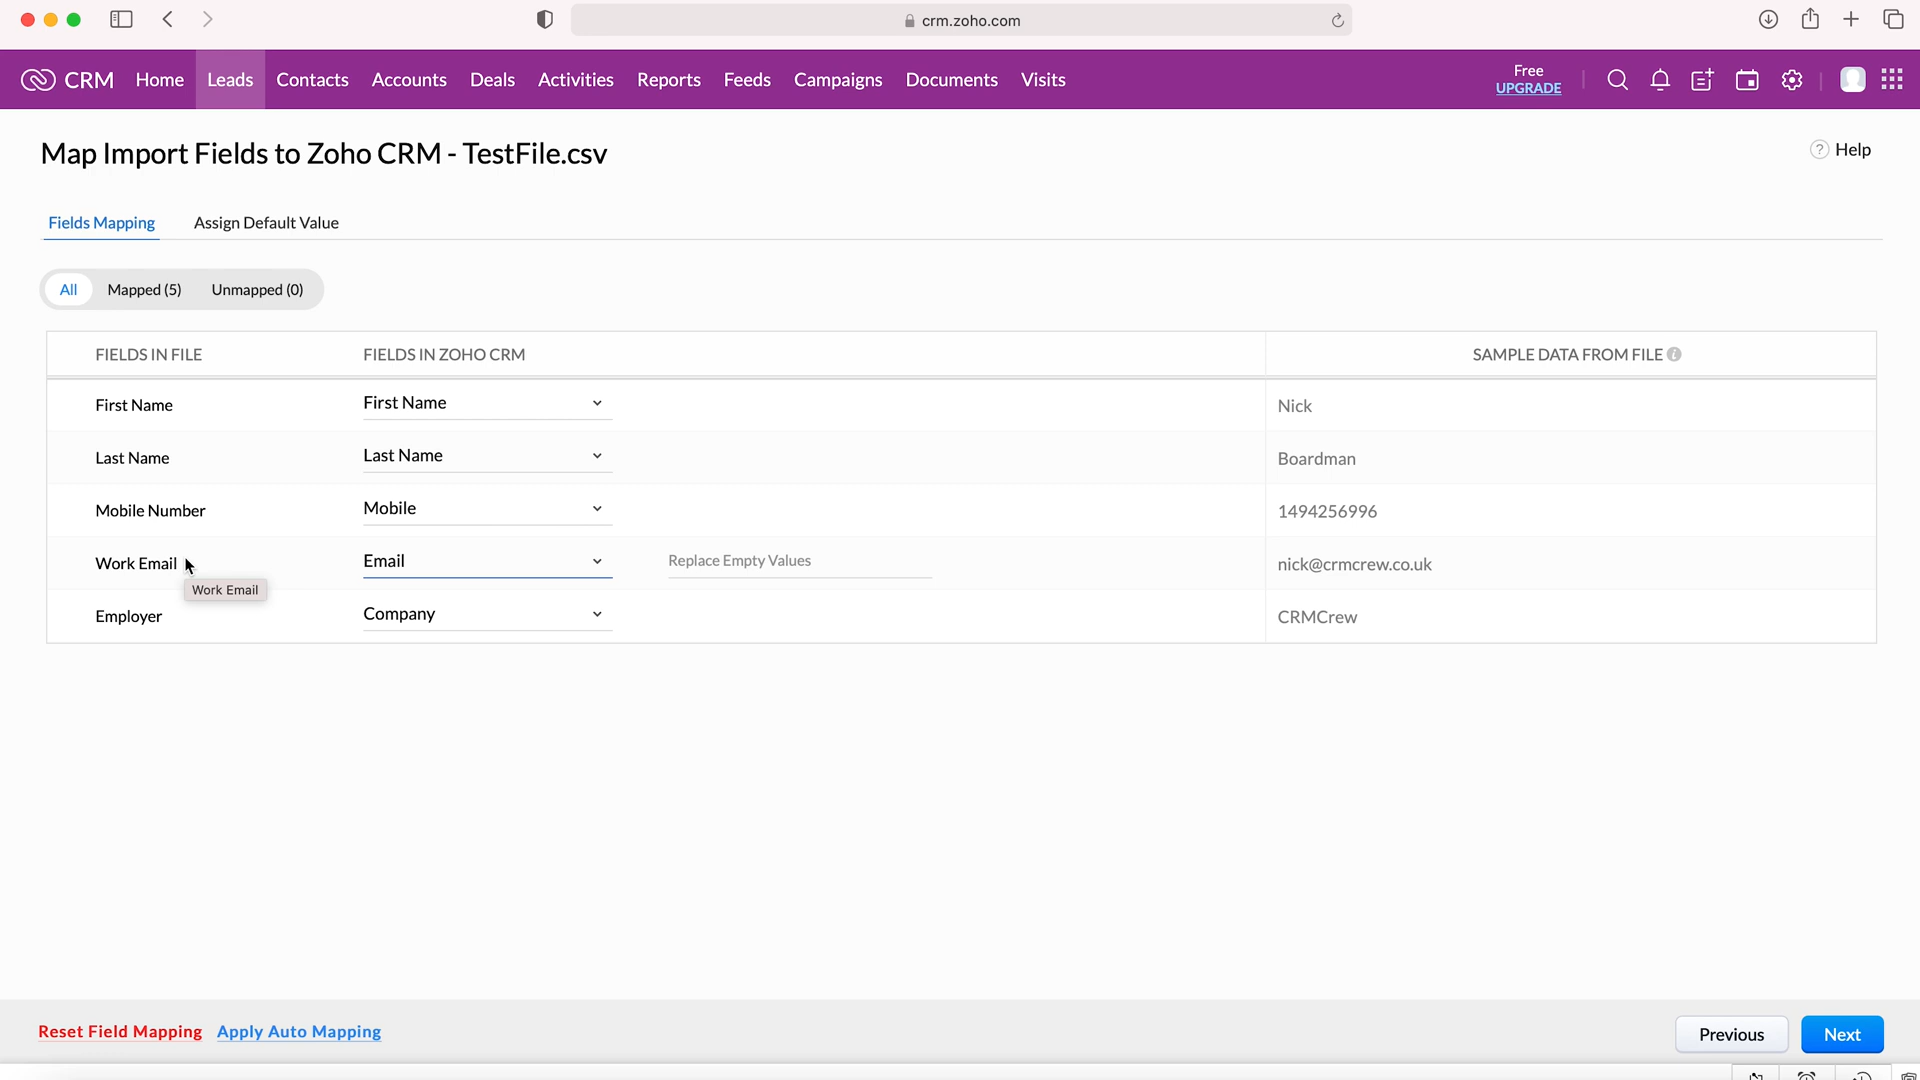 crm.zoho.com
CRM Home Leads Contacts Accounts Deals Activities Reports Feeds Campaigns Documents Visits Free
UPGRADE
Map Import Fields to Zoho CRM - TestFile.csv
? Help
Fields Mapping Assign Default Value
All Mapped (5) Unmapped (0)
FIELDS IN FILE FIELDS IN ZOHO CRM SAMPLE DATA FROM FILE
First Name First Name Nick
Last Name Last Name Boardman
Mobile Number Mobile 1494256996
Work Email Email Replace Empty Values nick@crmcrew.co.uk
Work Email
Employer Company CRMCrew
Reset Field Mapping Apply Auto Mapping Previous Next